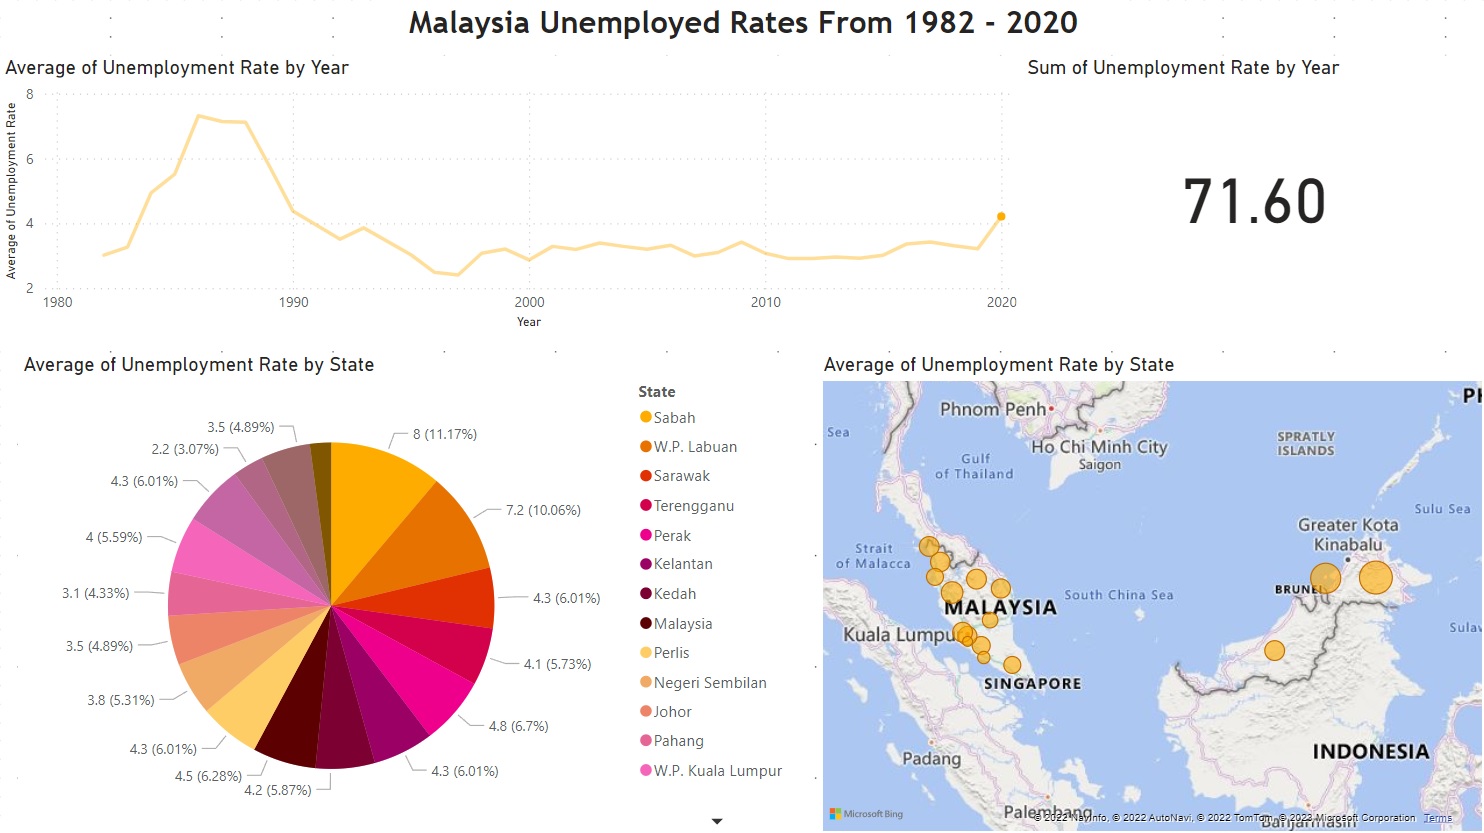 Malaysia Unemployed Rates From 1982 - 2020
Average of Unemployment Rate by Year
Average of Unemployment Rate
8
6
4
2
1980
1990
2000
2010
2020
Year
Sum of Unemployment Rate by Year
71.60
Average of Unemployment Rate by State
8 (11.17%)
7.2 (10.06%)
4.3 (6.01%)
4.1 (5.73%)
4.8 (6.7%)
4.3 (6.01%)
4.2 (5.87%)
4.5 (6.28%)
4.3 (6.01%)
3.8 (5.31%)
3.5 (4.89%)
3.1 (4.33%)
4 (5.59%)
4.3 (6.01%)
2.2 (3.07%)
3.5 (4.89%)
State
Sabah
W.P. Labuan
Sarawak
Terengganu
Perak
Kelantan
Kedah
Malaysia
Perlis
Negeri Sembilan
Johor
Pahang
W.P. Kuala Lumpur
Average of Unemployment Rate by State
Phnom Penh
Ho Chi Minh City
Saigon
Sea
Gulf
of Thailand
SPRATLY
ISLANDS
Sulu Sea
Greater Kota
Kinabalu
Strait
of Malacca
BRUNEI
South China Sea
MALAYSIA
Kuala Lumpu
SINGAPORE
Padang
INDONESIA
Palembang
Banjarmasin
Microsoft Bing
© 2022 NavInfo, © 2022 AutoNavi, © 2022 TomTom, © 2023 Microsoft Corporation
Terms